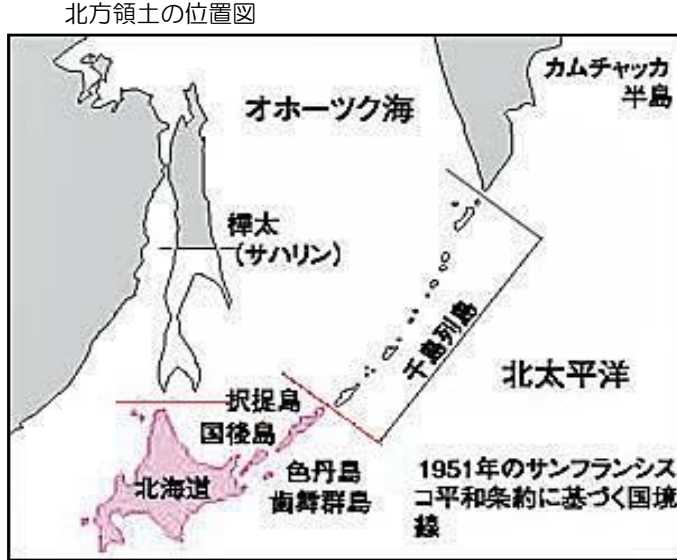 北方領土の位置図
カムチャッカ
半島
オホーツク海
樺太
(サハリン)
千島列島
北太平洋
択捉島
国後島
色丹島
歯舞群島
北海道
1951年のサンフランシス
コ平和条約に基づく国境
線